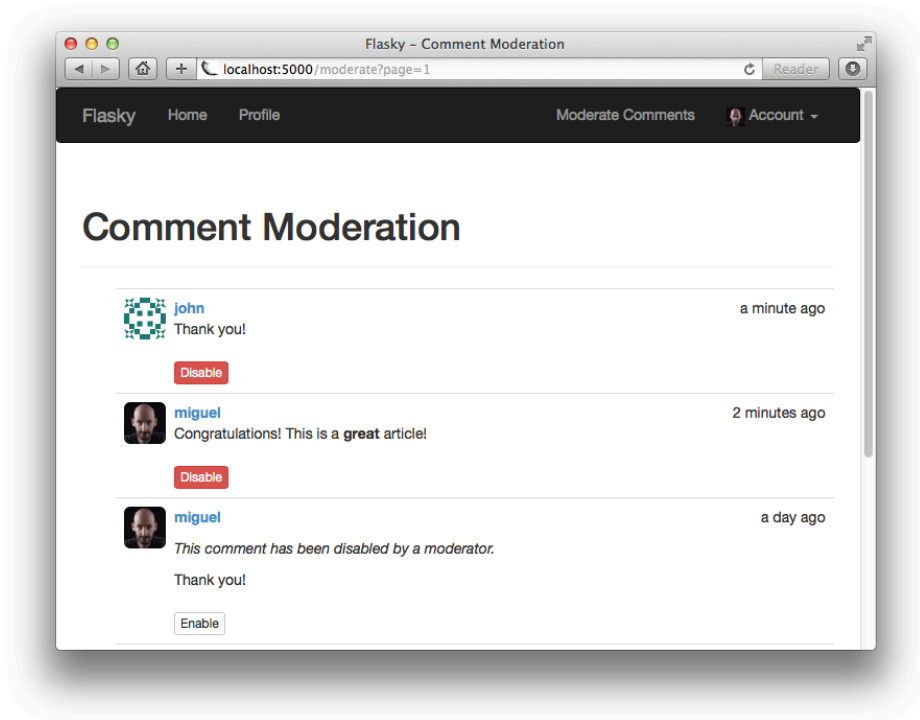 Flasky – Comment Moderation
localhost:5000/moderate?page=1
Reader
Flasky Home Profile Moderate Comments Account
Comment Moderation
john a minute ago
Thank you!
Disable
miguel 2 minutes ago
Congratulations! This is a great article!
Disable
miguel a day ago
This comment has been disabled by a moderator.
Thank you!
Enable